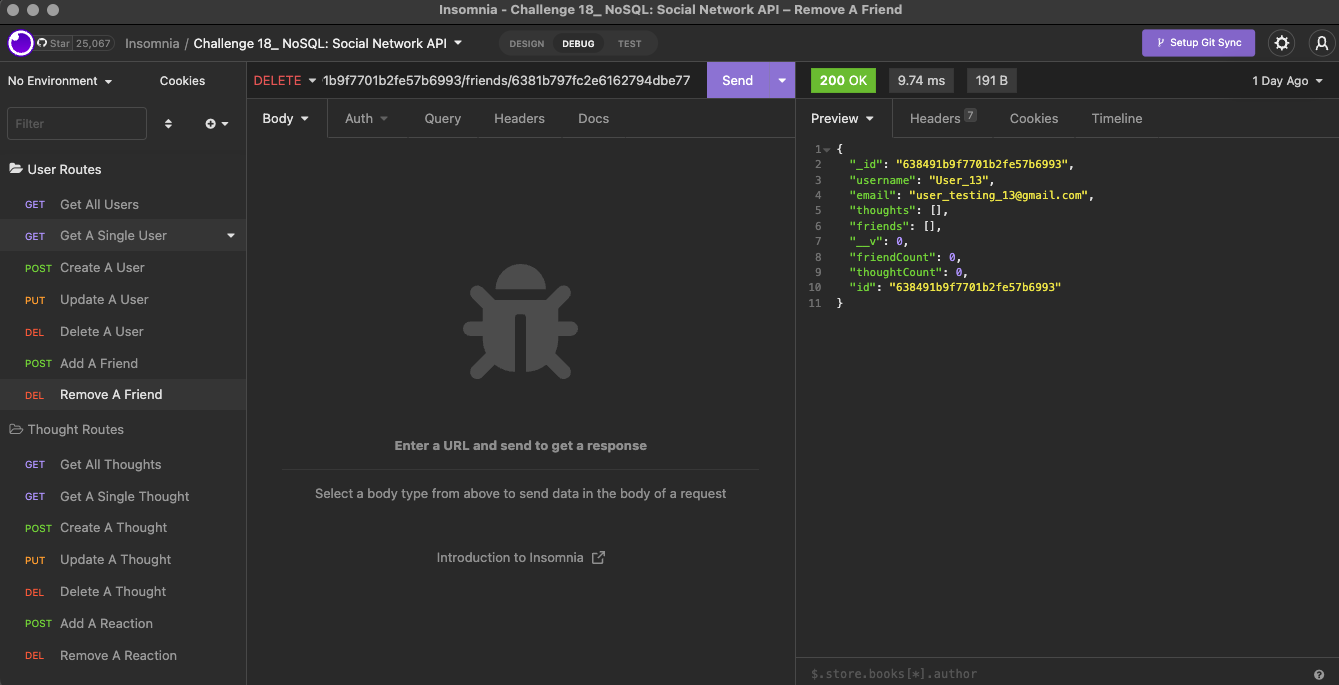 Insomnia - Challenge 18_ NoSQL: Social Network API – Remove A Friend
Star 25,067
Insomnia / Challenge 18_ NoSQL: Social Network API
DESIGN DEBUG TEST
Setup Git Sync
No Environment Cookies
Filter
User Routes
GET Get All Users
GET Get A Single User
POST Create A User
PUT Update A User
DEL Delete A User
POST Add A Friend
DEL Remove A Friend
Thought Routes
GET Get All Thoughts
GET Get A Single Thought
POST Create A Thought
PUT Update A Thought
DEL Delete A Thought
POST Add A Reaction
DEL Remove A Reaction
DELETE 1b9f7701b2fe57b6993/friends/6381b797fc2e6162794dbe77 Send
Body Auth Query Headers Docs
Enter a URL and send to get a response
Select a body type from above to send data in the body of a request
Introduction to Insomnia
200 OK 9.74 ms 191 B 1 Day Ago
Preview Headers 7 Cookies Timeline
1 {
2 "_id": "638491b9f7701b2fe57b6993",
3 "username": "User_13",
4 "email": "user_testing_13@gmail.com",
5 "thoughts": [],
6 "friends": [],
7 "__v": 0,
8 "friendCount": 0,
9 "thoughtCount": 0,
10 "id": "638491b9f7701b2fe57b6993"
11 }
$.store.books[*].author